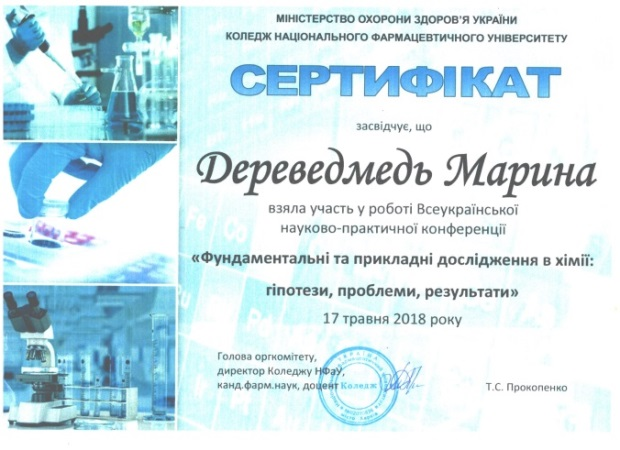 МІНІСТЕРСТВО ОХОРОНИ ЗДОРОВ'Я УКРАЇНИ
КОЛЕДЖ НАЦІОНАЛЬНОГО ФАРМАЦЕВТИЧНОГО УНІВЕРСИТЕТУ
СЕРТИФІКАТ
засвідчує, що
Дереведмедь Марина
взяла участь у роботі Всеукраїнської
науково-практичної конференції
«Фундаментальні та прикладні дослідження в хімії:
гіпотези, проблеми, результати»
17 травня 2018 року
Голова оргкомітету,
директор Коледжу НФаУ,
канд.фарм.наук, доцент
Коледж
Т.С. Прокопенко